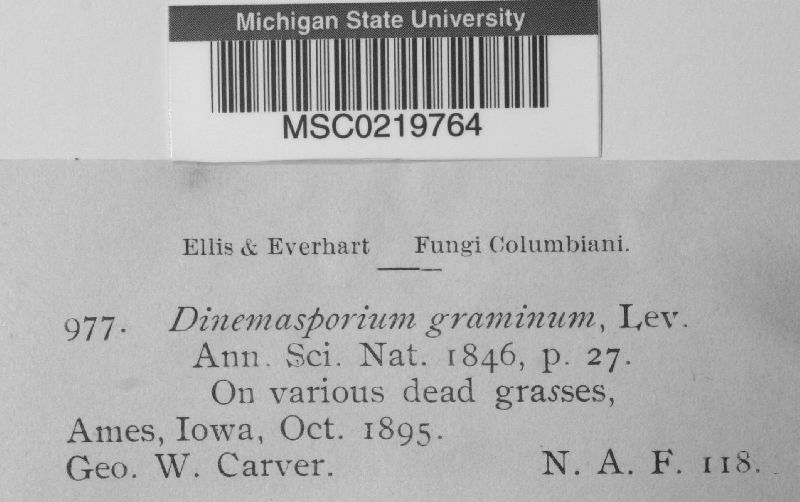 Michigan State University
MSC0219764
Ellis & Everhart Fungi Columbiani.
977. Dinemasporium graminum, Lev.
Ann. Sci. Nat. 1846, p. 27.
On various dead grasses,
Ames, Iowa, Oct. 1895.
Geo. W. Carver. N. A. F. 118.